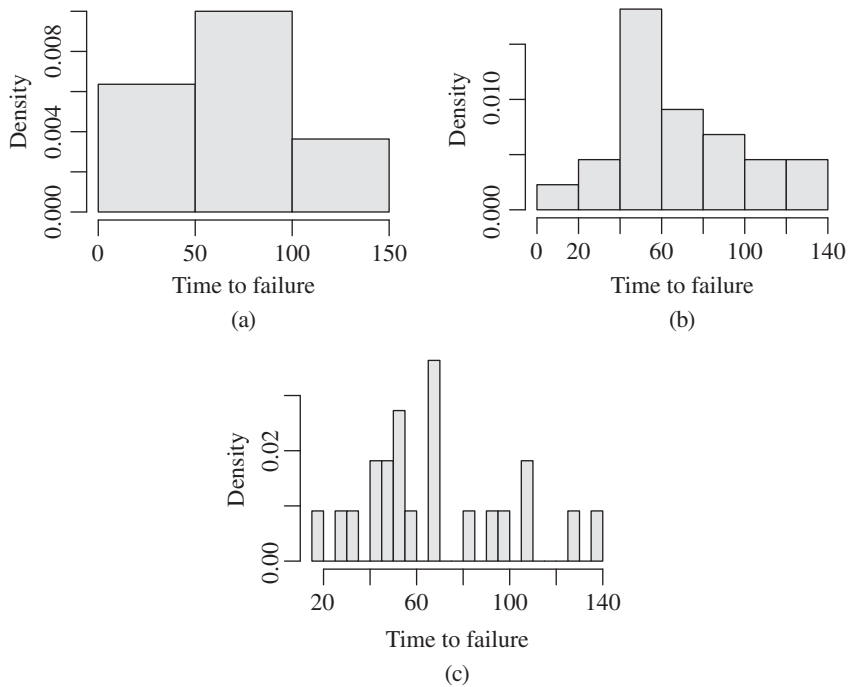 Density
0.000 0.004 0.008
0 50 100 150
Time to failure
(a)
Density
0.000 0.010
0 20 60 100 140
Time to failure
(b)
Density
0.00 0.02
20 60 100 140
Time to failure
(c)